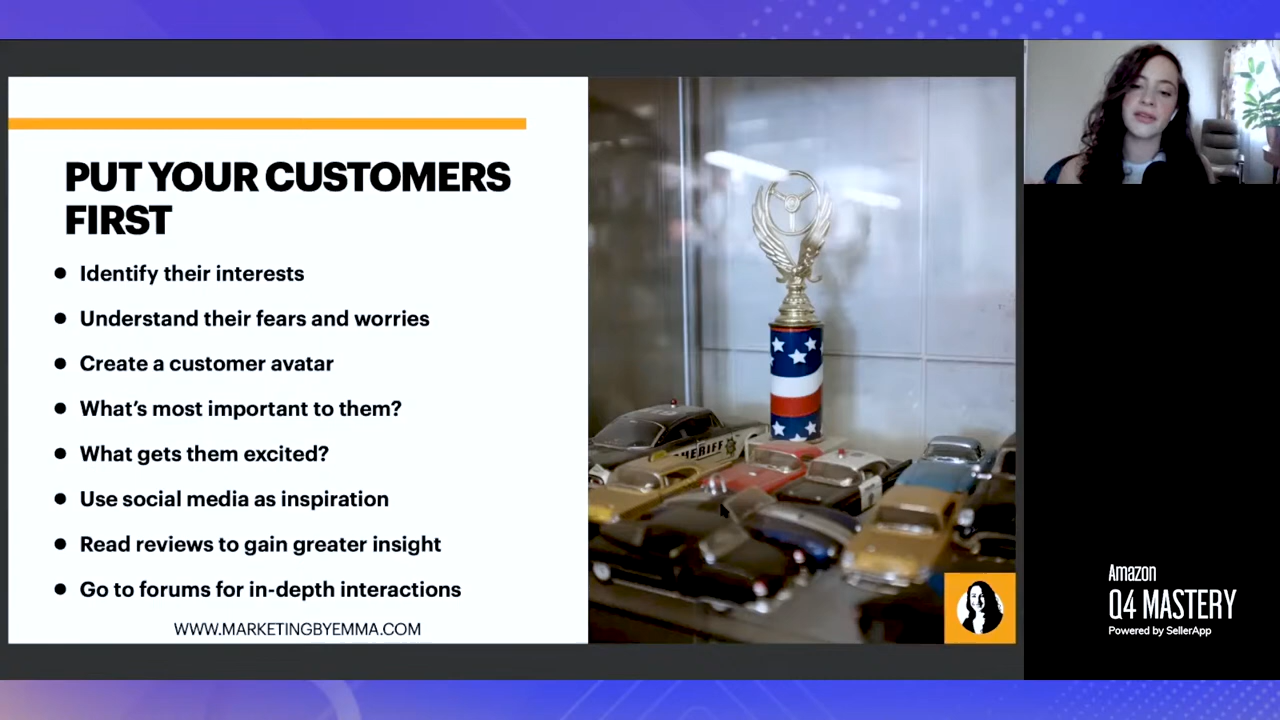 PUT YOUR CUSTOMERS
FIRST
● Identify their interests
● Understand their fears and worries
● Create a customer avatar
● What's most important to them?
● What gets them excited?
● Use social media as inspiration
● Read reviews to gain greater insight
● Go to forums for in-depth interactions
WWW.MARKETINGBYEMMA.COM
SHERIFF
Amazon
Q4 MASTERY
Powered by SellerApp